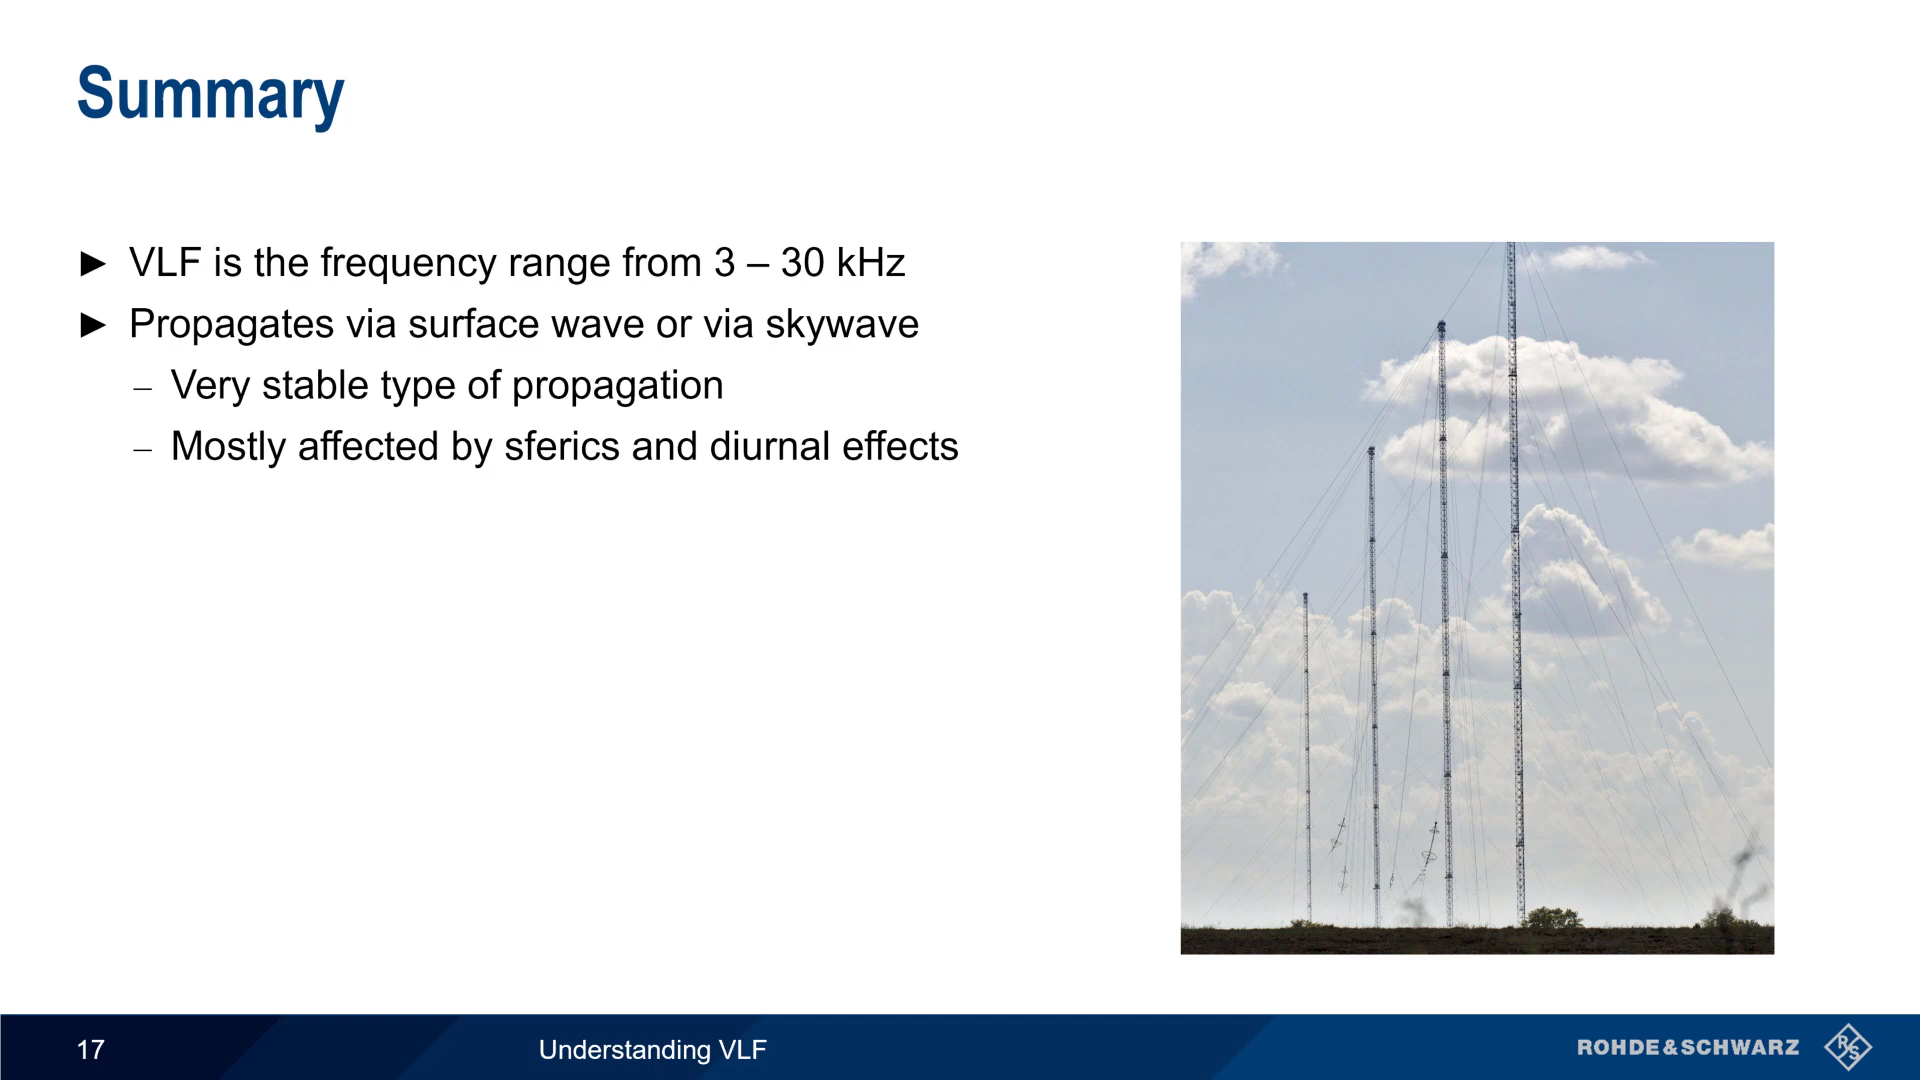 Summary
► VLF is the frequency range from 3 – 30 kHz
► Propagates via surface wave or via skywave
– Very stable type of propagation
– Mostly affected by sferics and diurnal effects
17
Understanding VLF
ROHDE&SCHWARZ
R&S